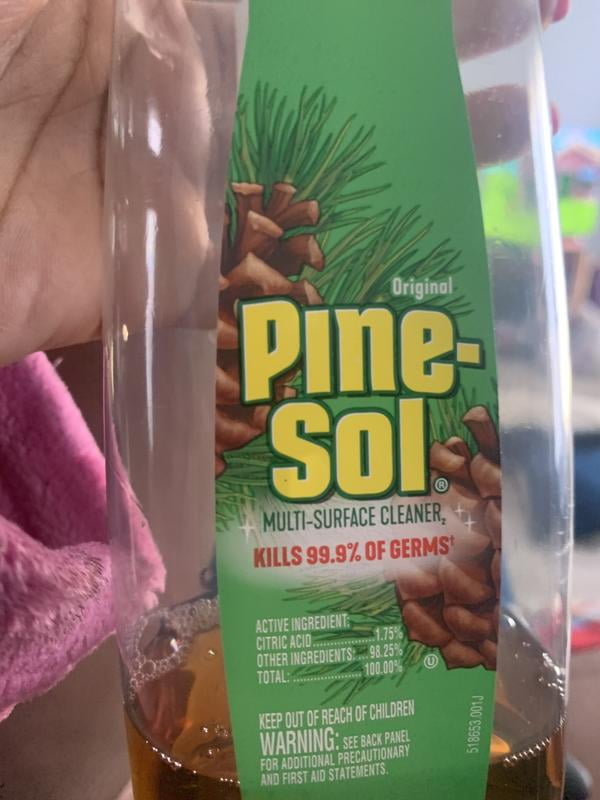 Original
Pine-
Sol®
MULTI-SURFACE CLEANER₂
KILLS 99.9% OF GERMS†
ACTIVE INGREDIENT:
CITRIC ACID..................1.75%
OTHER INGREDIENTS:...98.25%
TOTAL:......................100.00%
U
KEEP OUT OF REACH OF CHILDREN
WARNING: SEE BACK PANEL
FOR ADDITIONAL PRECAUTIONARY
AND FIRST AID STATEMENTS.
518653.001J